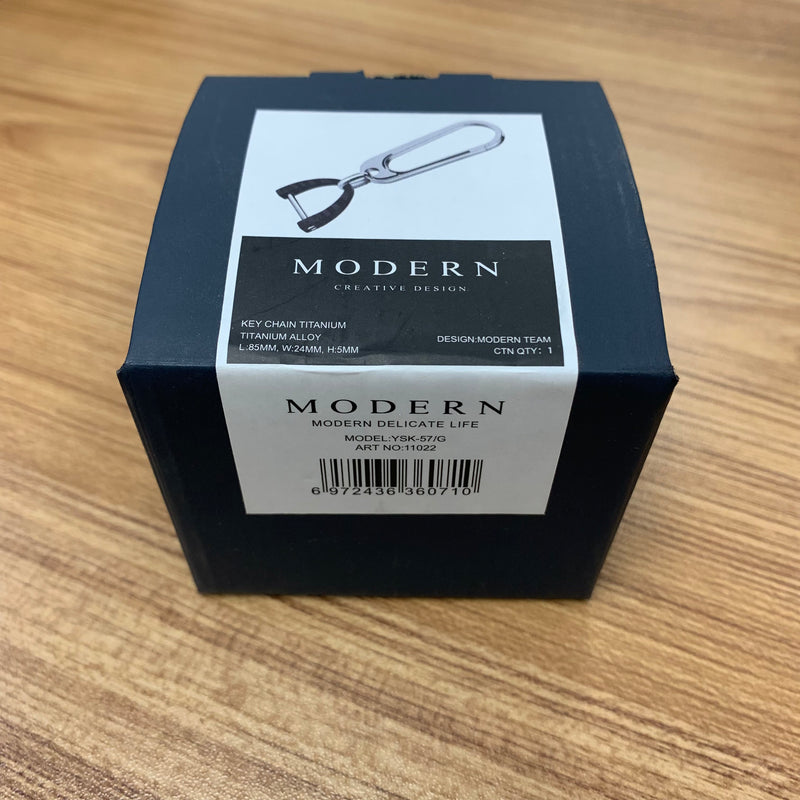 MODERN
CREATIVE DESIGN
KEY CHAIN TITANIUM
TITANIUM ALLOY
L:85MM, W:24MM, H:5MM
DESIGN:MODERN TEAM
CTN QTY: 1
MODERN
MODERN DELICATE LIFE
MODEL:YSK-57/G
ART NO:11022
6 972436 360710